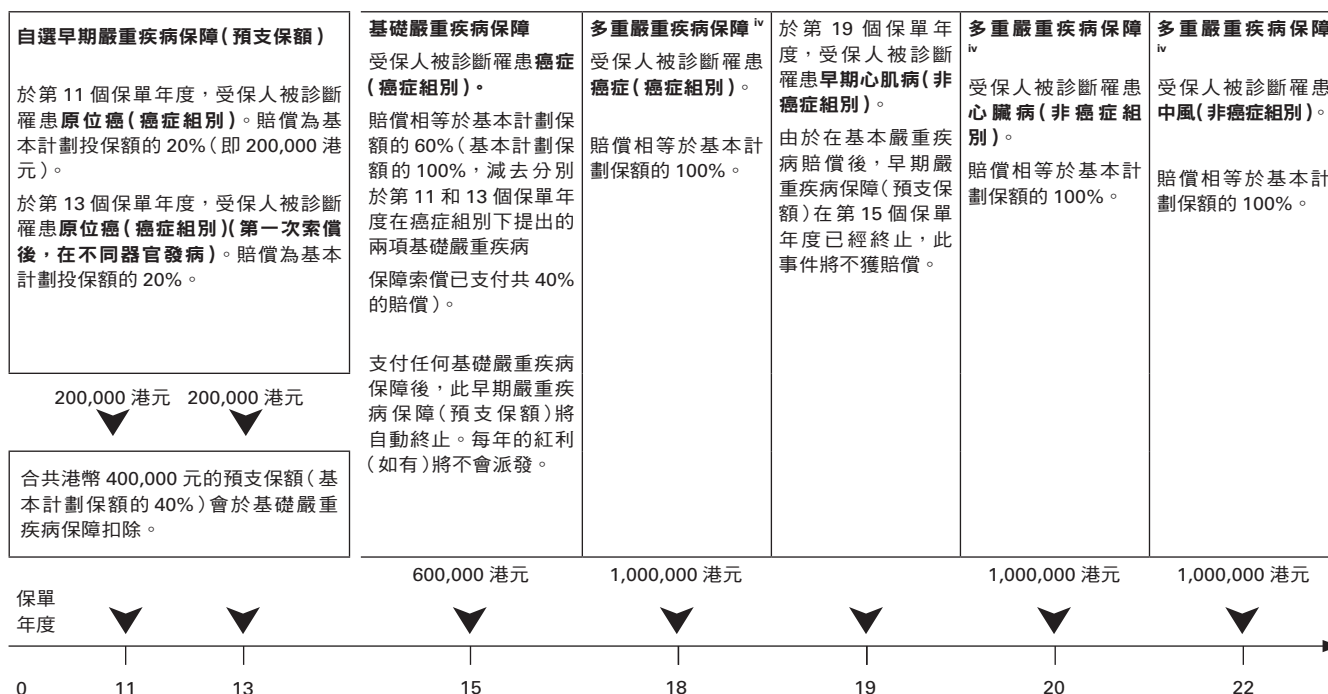 自選早期嚴重疾病保障(預支保額)
於第 11 個保單年度，受保人被診斷
罹患原位癌(癌症組別)。賠償為基
本計劃投保額的 20%(即 200,000 港
元)。
於第 13 個保單年度，受保人被診斷
罹患原位癌(癌症組別)(第一次索償
後，在不同器官發病)。賠償為基本
計劃投保額的 20%。
200,000 港元 200,000 港元
合共港幣 400,000 元的預支保額(基
本計劃保額的 40%)會於基礎嚴重
疾病保障扣除。
基礎嚴重疾病保障
受保人被診斷罹患癌症
(癌症組別)。
賠償相等於基本計劃保
額的 60%(基本計劃保
額的 100%，減去分別
於第 11 和 13 個保單年
度在癌症組別下提出的
兩項基礎嚴重疾病
保障索償已支付共 40%
的賠償)。
支付任何基礎嚴重疾病
保障後，此早期嚴重疾
病保障(預支保額)將
自動終止。每年的紅利
(如有)將不會派發。
600,000 港元
多重嚴重疾病保障 iv
受保人被診斷罹患
癌症(癌症組別)。
賠償相等於基本計
劃保額的 100%。
1,000,000 港元
於第 19 個保單年
度，受保人被診斷
罹患早期心肌病(非
癌症組別)。
由於在基本嚴重疾
病賠償後，早期嚴
重疾病保障(預支保
額)在第 15 個保單
年度已經終止，此
事件將不獲賠償。
多重嚴重疾病保障
iv
受保人被診斷罹患
心臟病(非癌症組
別)。
賠償相等於基本計
劃保額的 100%。
1,000,000 港元
多重嚴重疾病保障
iv
受保人被診斷罹患
中風(非癌症組別)。
賠償相等於基本計
劃保額的 100%。
1,000,000 港元
保單
年度
0 11 13 15 18 19 20 22